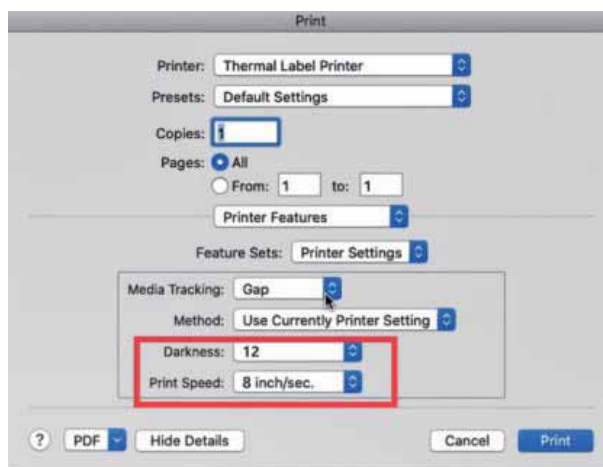 Print
Printer: Thermal Label Printer
Presets: Default Settings
Copies: 1
Pages: All
From: 1 to: 1
Printer Features
Feature Sets: Printer Settings
Media Tracking: Gap
Method: Use Currently Printer Setting
Darkness: 12
Print Speed: 8 inch/sec.
? PDF Hide Details Cancel Print